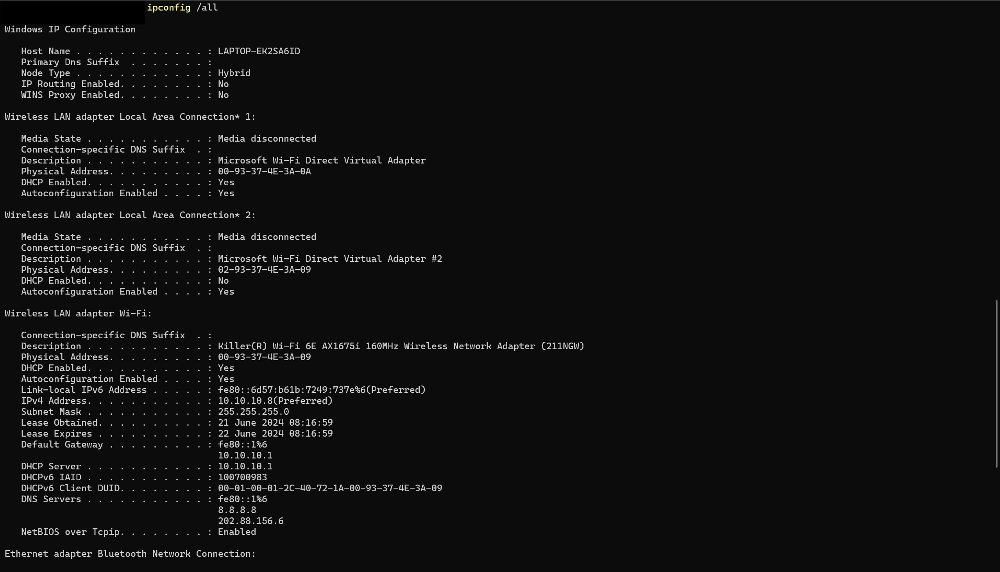 ipconfig /all
Windows IP Configuration
   Host Name . . . . . . . . . . . . : LAPTOP-EK2SA6ID
   Primary Dns Suffix  . . . . . . . :
   Node Type . . . . . . . . . . . . : Hybrid
   IP Routing Enabled. . . . . . . . : No
   WINS Proxy Enabled. . . . . . . . : No
Wireless LAN adapter Local Area Connection* 1:
   Media State . . . . . . . . . . . : Media disconnected
   Connection-specific DNS Suffix  . :
   Description . . . . . . . . . . . : Microsoft Wi-Fi Direct Virtual Adapter
   Physical Address. . . . . . . . . : 00-93-37-4E-3A-0A
   DHCP Enabled. . . . . . . . . . . : Yes
   Autoconfiguration Enabled . . . . : Yes
Wireless LAN adapter Local Area Connection* 2:
   Media State . . . . . . . . . . . : Media disconnected
   Connection-specific DNS Suffix  . :
   Description . . . . . . . . . . . : Microsoft Wi-Fi Direct Virtual Adapter #2
   Physical Address. . . . . . . . . : 02-93-37-4E-3A-09
   DHCP Enabled. . . . . . . . . . . : No
   Autoconfiguration Enabled . . . . : Yes
Wireless LAN adapter Wi-Fi:
   Connection-specific DNS Suffix  . :
   Description . . . . . . . . . . . : Killer(R) Wi-Fi 6E AX1675i 160MHz Wireless Network Adapter (211NGW)
   Physical Address. . . . . . . . . : 00-93-37-4E-3A-09
   DHCP Enabled. . . . . . . . . . . : Yes
   Autoconfiguration Enabled . . . . : Yes
   Link-local IPv6 Address . . . . . : fe80::6d57:b61b:7249:737e%6(Preferred)
   IPv4 Address. . . . . . . . . . . : 10.10.10.8(Preferred)
   Subnet Mask . . . . . . . . . . . : 255.255.255.0
   Lease Obtained. . . . . . . . . . : 21 June 2024 08:16:59
   Lease Expires . . . . . . . . . . : 22 June 2024 08:16:59
   Default Gateway . . . . . . . . . : fe80::1%6
                                       10.10.10.1
   DHCP Server . . . . . . . . . . . : 10.10.10.1
   DHCPv6 IAID . . . . . . . . . . . : 100700983
   DHCPv6 Client DUID. . . . . . . . : 00-01-00-01-2C-40-72-1A-00-93-37-4E-3A-09
   DNS Servers . . . . . . . . . . . : fe80::1%6
                                       8.8.8.8
                                       202.88.156.6
   NetBIOS over Tcpip. . . . . . . . : Enabled
Ethernet adapter Bluetooth Network Connection: